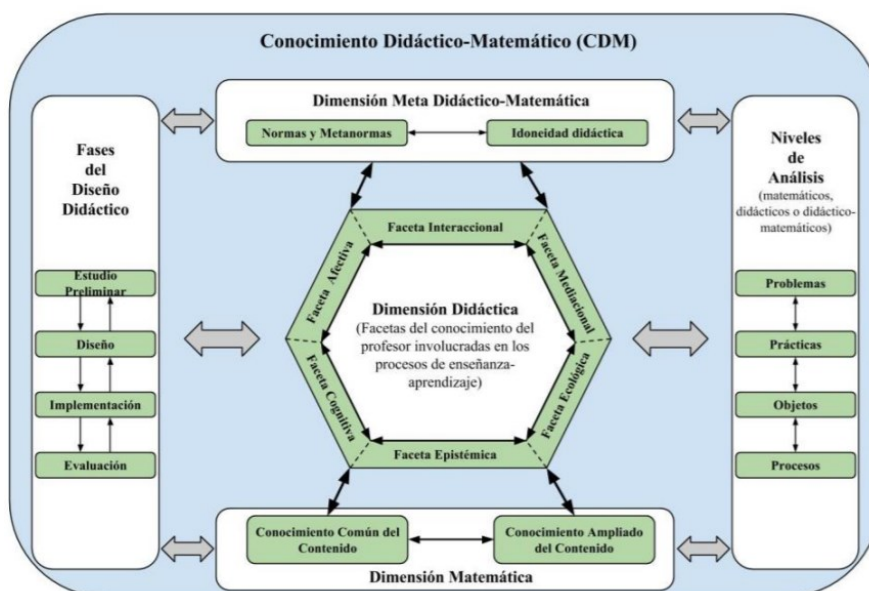 Conocimiento Didáctico-Matemático (CDM)
Dimensión Meta Didáctico-Matemática
Normas y Metanormas
Idoneidad didáctica
Fases
del
Diseño
Didáctico
Estudio
Preliminar
Diseño
Implementación
Evaluación
Faceta Interaccional
Faceta Afectiva
Faceta Mediacional
Dimensión Didáctica
(Facetas del conocimiento del
profesor involucradas en los
procesos de enseñanza-
aprendizaje)
Faceta Cognitiva
Faceta Ecológica
Faceta Epistémica
Niveles
de
Análisis
(matemáticos,
didácticos o didáctico-
matemáticos)
Problemas
Prácticas
Objetos
Procesos
Conocimiento Común del
Contenido
Conocimiento Ampliado
del Contenido
Dimensión Matemática